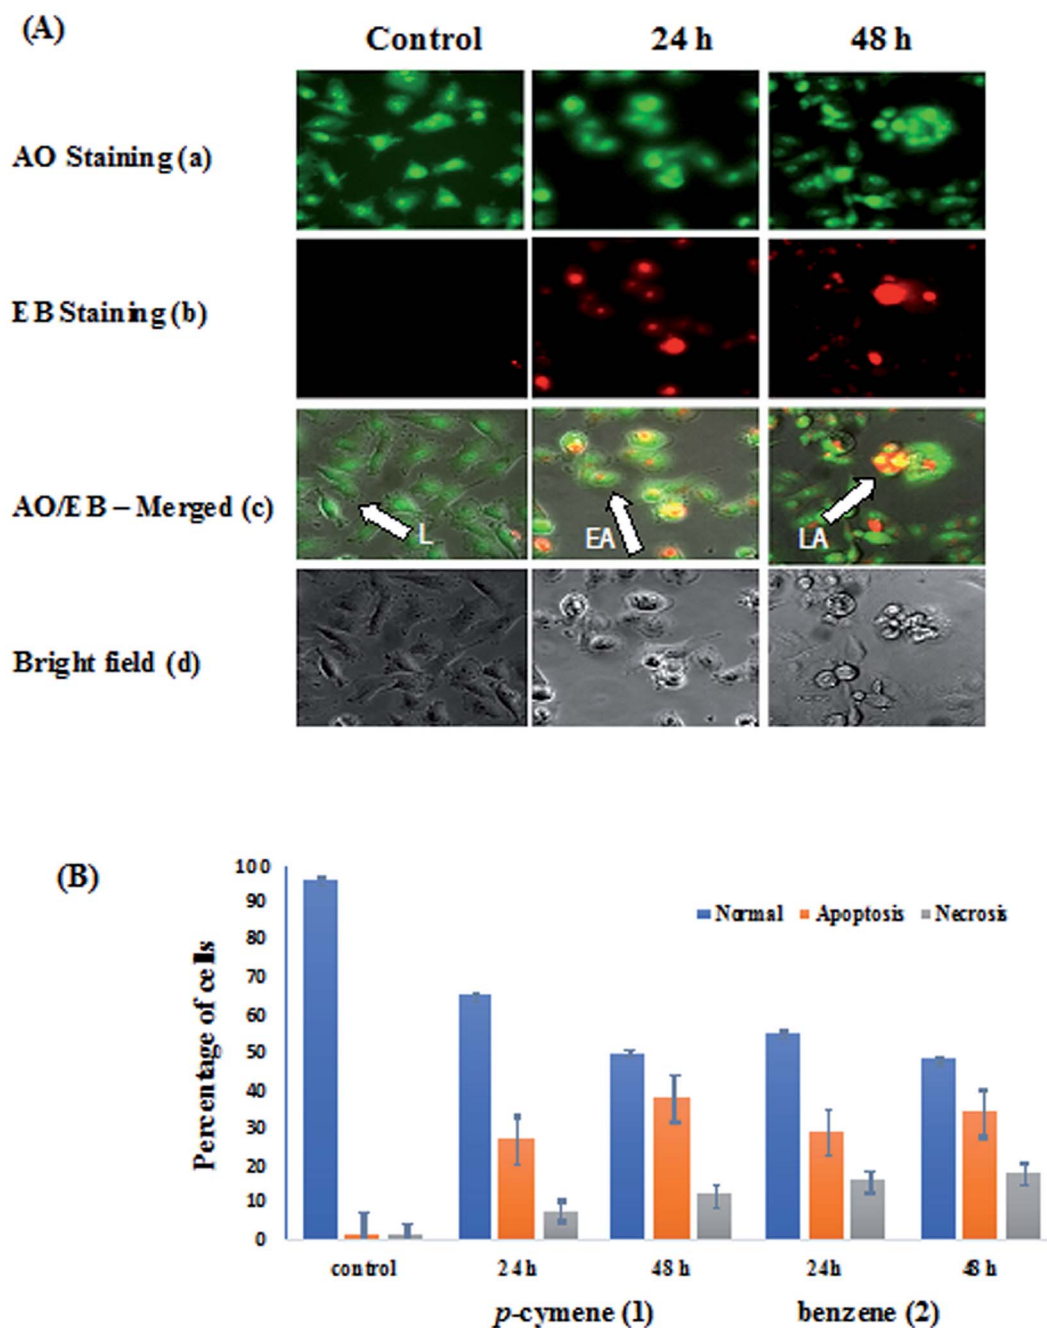 (A)
Control 24 h 48 h
AO Staining (a)
EB Staining (b)
AO/EB – Merged (c)
L EA LA
Bright field (d)
(B)
Normal Apoptosis Necrosis
Percentage of cells
100
90
80
70
60
50
40
30
20
10
0
control 24h 48 h 24h 48 h
p-cymene (1) benzene (2)